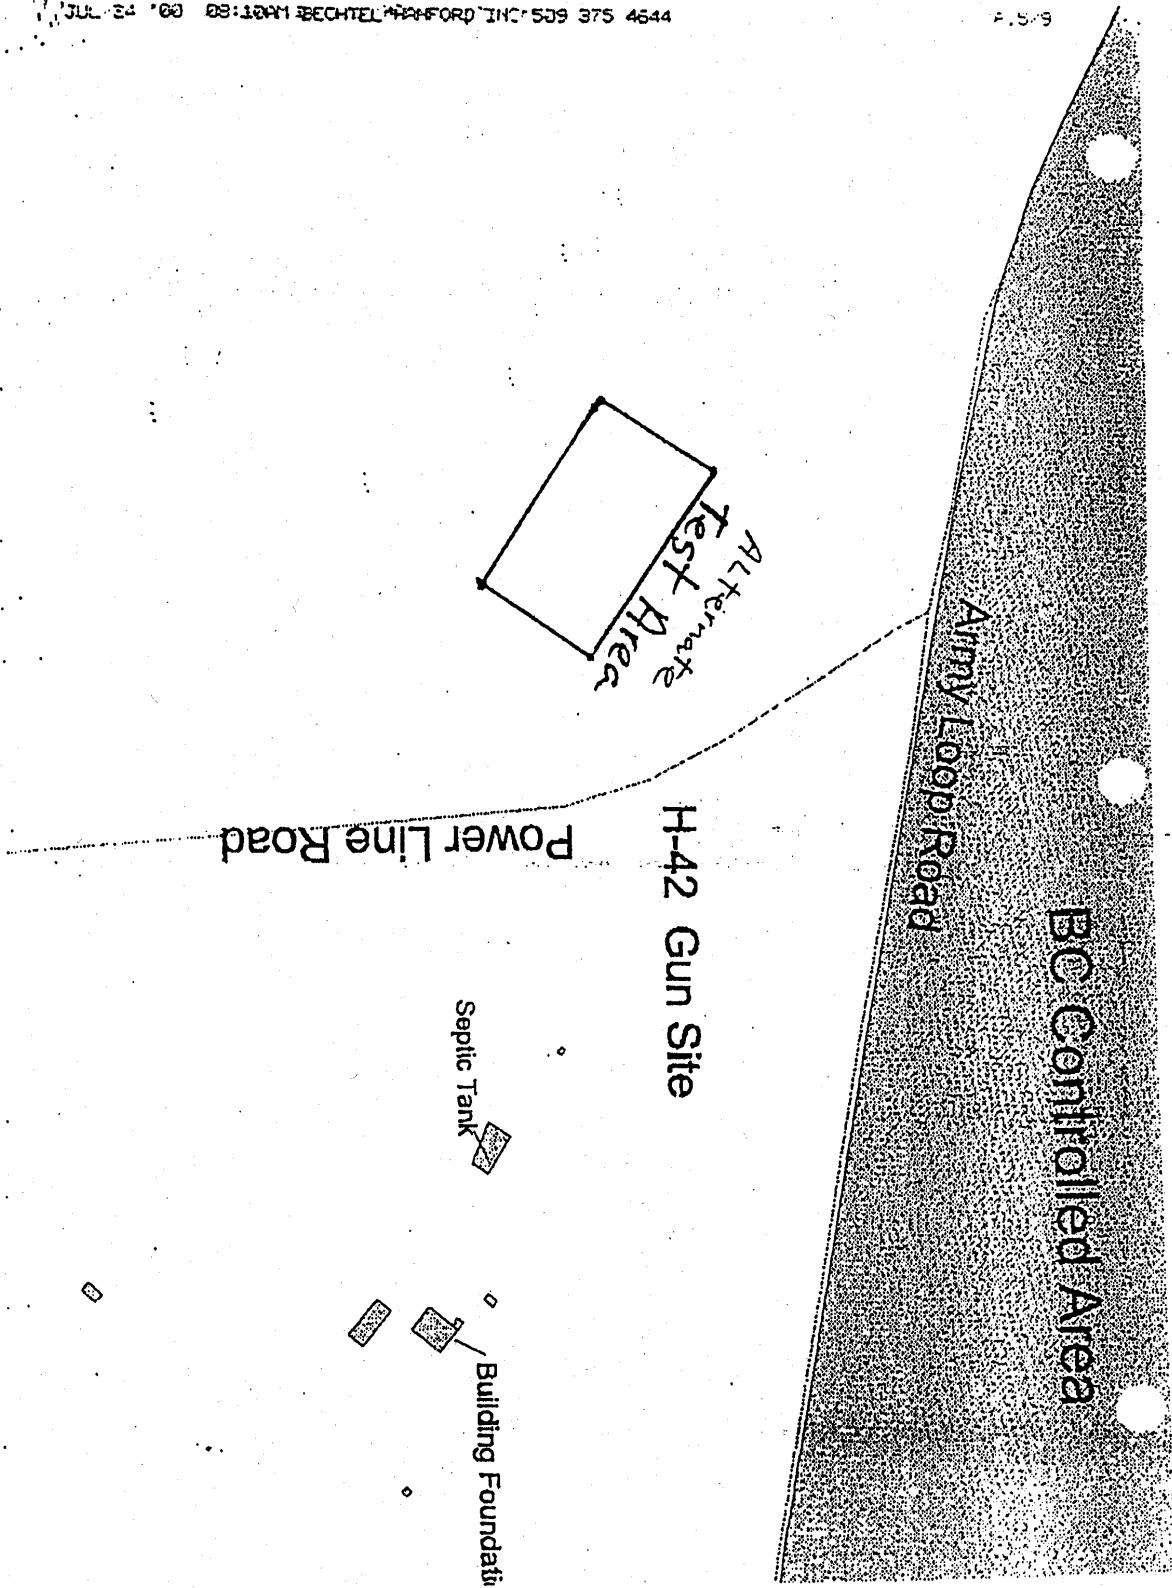 JUL 24 '00 08:10AM BECHTEL HANFORD INC 509 375 4644
P.5/9
BC Controlled Area
Army Loop Road
Alternate
Test Area
H-42 Gun Site
Power Line Road
Septic Tank
Building Foundati